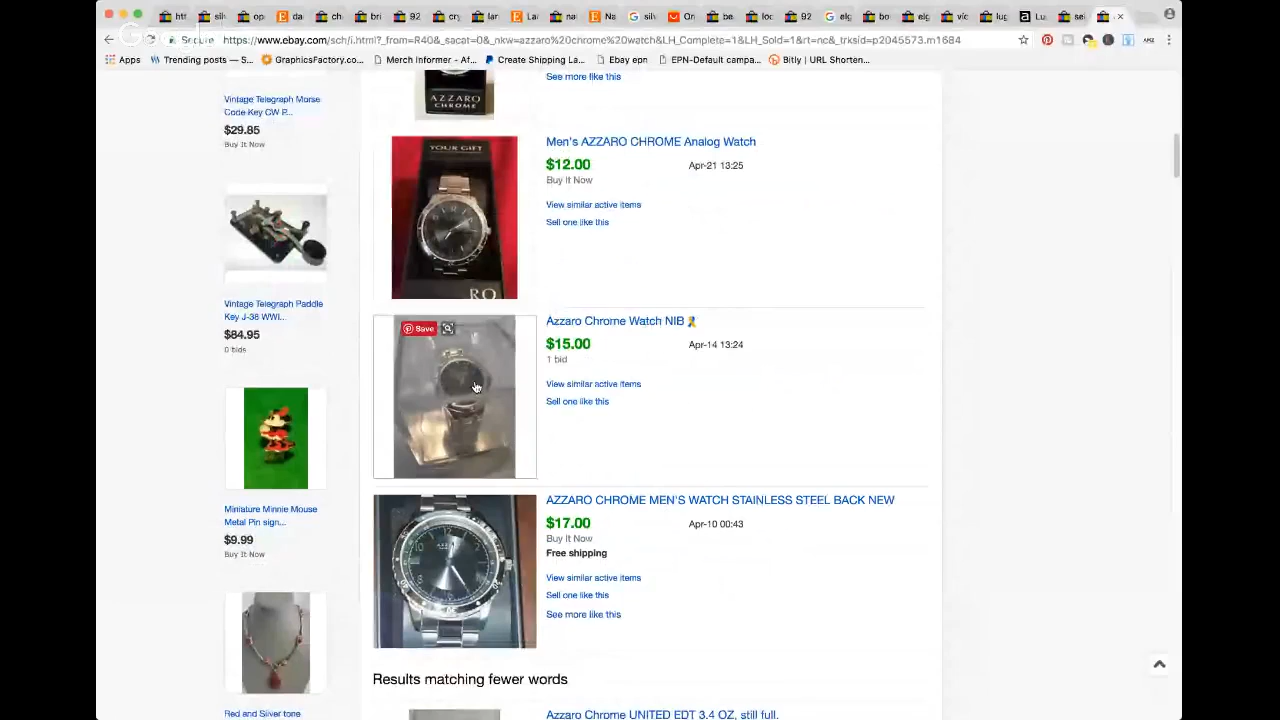 Secure
https://www.ebay.com/sch/i.html?_from=R40&_sacat=0&_nkw=azzaro%20chrome%20watch&LH_Complete=1&LH_Sold=1&rt=nc&_trksid=p2045573.m1684
Apps
Trending posts — S...
GraphicsFactory.co...
Merch Informer - Af...
Create Shipping La...
Ebay epn
EPN-Default campa...
Bitly | URL Shorten...
Vintage Telegraph Morse
Code Key CW P...
$29.85
Buy It Now
Vintage Telegraph Paddle
Key J-38 WWI...
$84.95
0 bids
Miniature Minnie Mouse
Metal Pin sign...
$9.99
Buy It Now
Red and Silver tone
See more like this
AZZARO
CHROME
Men's AZZARO CHROME Analog Watch
$12.00
Apr-21 13:25
Buy It Now
View similar active items
Sell one like this
YOUR GIFT
RO
Azzaro Chrome Watch NIB
$15.00
Apr-14 13:24
1 bid
View similar active items
Sell one like this
Save
AZZARO CHROME MEN'S WATCH STAINLESS STEEL BACK NEW
$17.00
Apr-10 00:43
Buy It Now
Free shipping
View similar active items
Sell one like this
See more like this
Results matching fewer words
Azzaro Chrome UNITED EDT 3.4 OZ, still full.